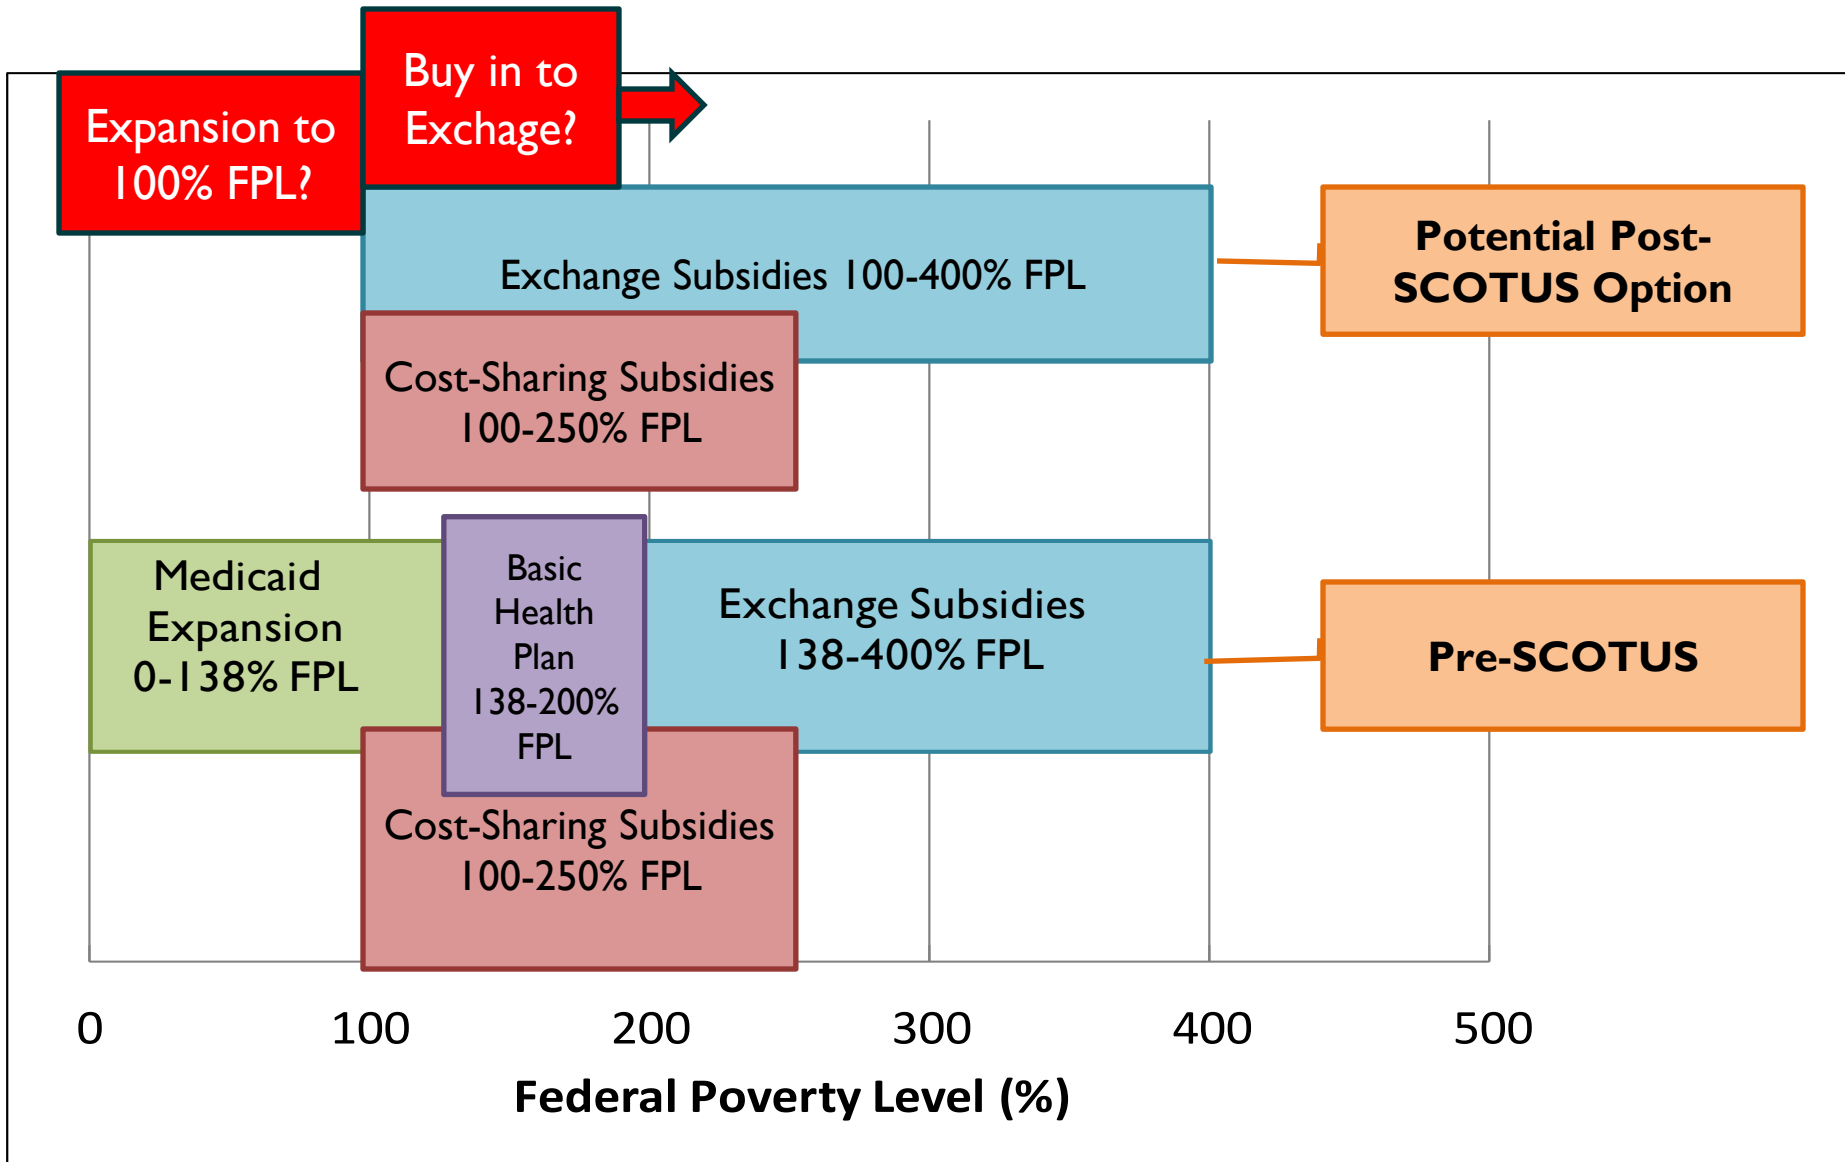 Buy in to
Exchage?
Expansion to
100% FPL?
Exchange Subsidies 100-400% FPL
Potential Post-
SCOTUS Option
Cost-Sharing Subsidies
100-250% FPL
Medicaid
Expansion
0-138% FPL
Basic
Health
Plan
138-200%
FPL
Exchange Subsidies
138-400% FPL
Pre-SCOTUS
Cost-Sharing Subsidies
100-250% FPL
0 100 200 300 400 500
Federal Poverty Level (%)